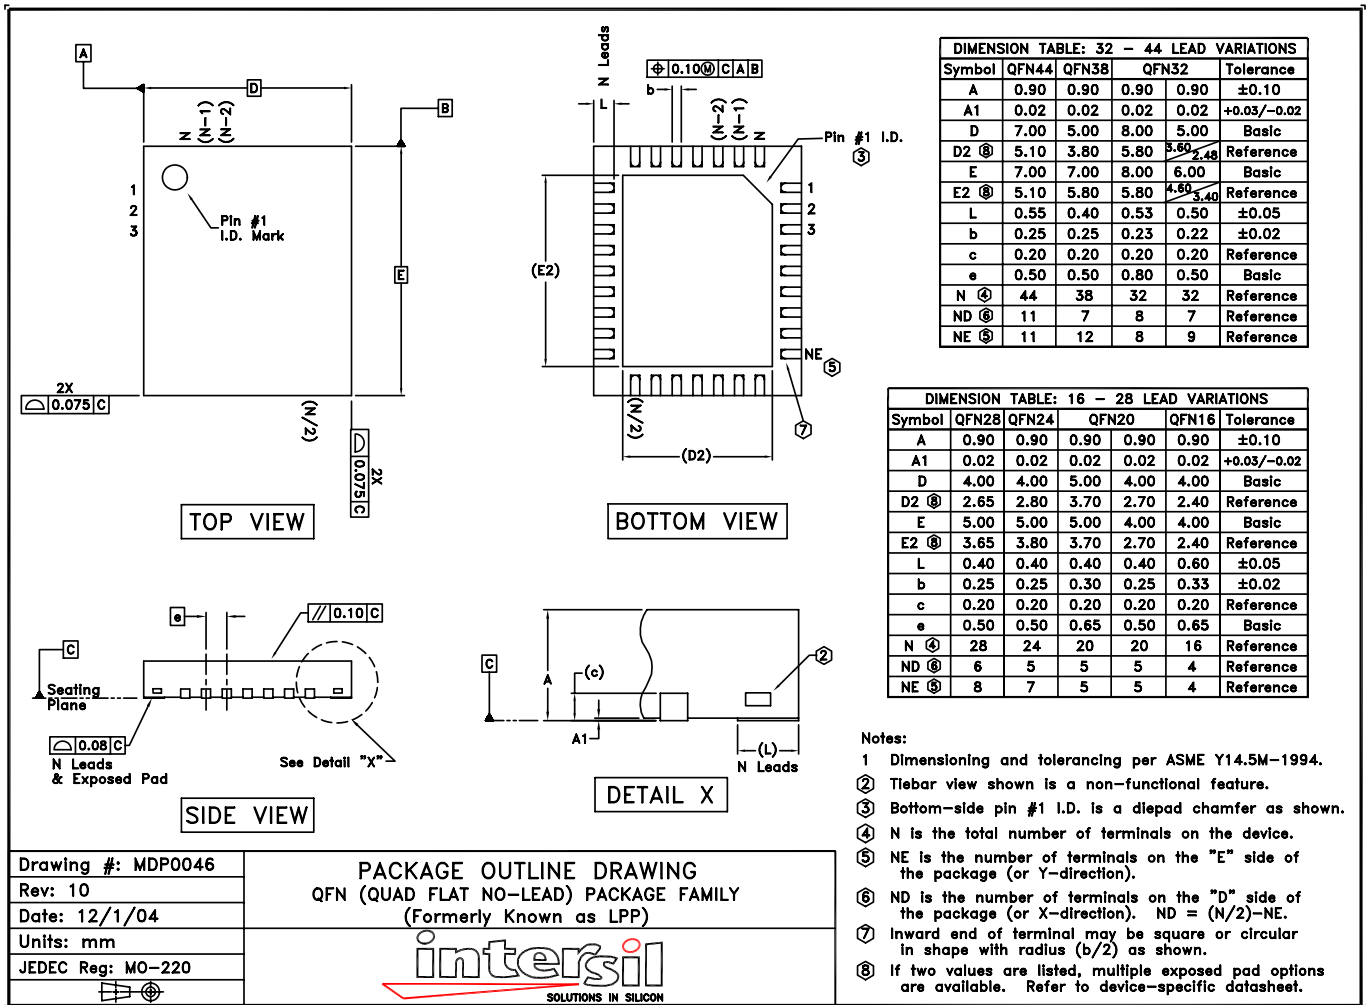 A
D
B
N
(N-1)
(N-2)
1
2
3
Pin #1
I.D. Mark
E
2X
⌓ 0.075 C
(N/2)
2X
⌓ 0.075 C
TOP VIEW
N Leads
L
⌖ 0.10Ⓜ C A B
b
(N-2)
(N-1)
N
Pin #1 I.D.
3
1
2
3
(E2)
NE
5
(N/2)
7
(D2)
BOTTOM VIEW
e
// 0.10 C
C
Seating
Plane
⌓ 0.08 C
N Leads
& Exposed Pad
See Detail "X"
SIDE VIEW
C
A
(c)
2
A1
(L)
N Leads
DETAIL X
DIMENSION TABLE: 32 - 44 LEAD VARIATIONS
Symbol QFN44 QFN38 QFN32 Tolerance
A 0.90 0.90 0.90 0.90 ±0.10
A1 0.02 0.02 0.02 0.02 +0.03/-0.02
D 7.00 5.00 8.00 5.00 Basic
D2 8 5.10 3.80 5.80 3.60/2.48 Reference
E 7.00 7.00 8.00 6.00 Basic
E2 8 5.10 5.80 5.80 4.60/3.40 Reference
L 0.55 0.40 0.53 0.50 ±0.05
b 0.25 0.25 0.23 0.22 ±0.02
c 0.20 0.20 0.20 0.20 Reference
e 0.50 0.50 0.80 0.50 Basic
N 4 44 38 32 32 Reference
ND 6 11 7 8 7 Reference
NE 5 11 12 8 9 Reference
DIMENSION TABLE: 16 - 28 LEAD VARIATIONS
Symbol QFN28 QFN24 QFN20 QFN16 Tolerance
A 0.90 0.90 0.90 0.90 0.90 ±0.10
A1 0.02 0.02 0.02 0.02 0.02 +0.03/-0.02
D 4.00 4.00 5.00 4.00 4.00 Basic
D2 8 2.65 2.80 3.70 2.70 2.40 Reference
E 5.00 5.00 5.00 4.00 4.00 Basic
E2 8 3.65 3.80 3.70 2.70 2.40 Reference
L 0.40 0.40 0.40 0.40 0.60 ±0.05
b 0.25 0.25 0.30 0.25 0.33 ±0.02
c 0.20 0.20 0.20 0.20 0.20 Reference
e 0.50 0.50 0.65 0.50 0.65 Basic
N 4 28 24 20 20 16 Reference
ND 6 6 5 5 5 4 Reference
NE 5 8 7 5 5 4 Reference
Notes:
1 Dimensioning and tolerancing per ASME Y14.5M-1994.
2 Tiebar view shown is a non-functional feature.
3 Bottom-side pin #1 I.D. is a diepad chamfer as shown.
4 N is the total number of terminals on the device.
5 NE is the number of terminals on the "E" side of
the package (or Y-direction).
6 ND is the number of terminals on the "D" side of
the package (or X-direction). ND = (N/2)-NE.
7 Inward end of terminal may be square or circular
in shape with radius (b/2) as shown.
8 If two values are listed, multiple exposed pad options
are available. Refer to device-specific datasheet.
Drawing #: MDP0046
Rev: 10
Date: 12/1/04
Units: mm
JEDEC Reg: MO-220
PACKAGE OUTLINE DRAWING
QFN (QUAD FLAT NO-LEAD) PACKAGE FAMILY
(Formerly Known as LPP)
intersil
SOLUTIONS IN SILICON